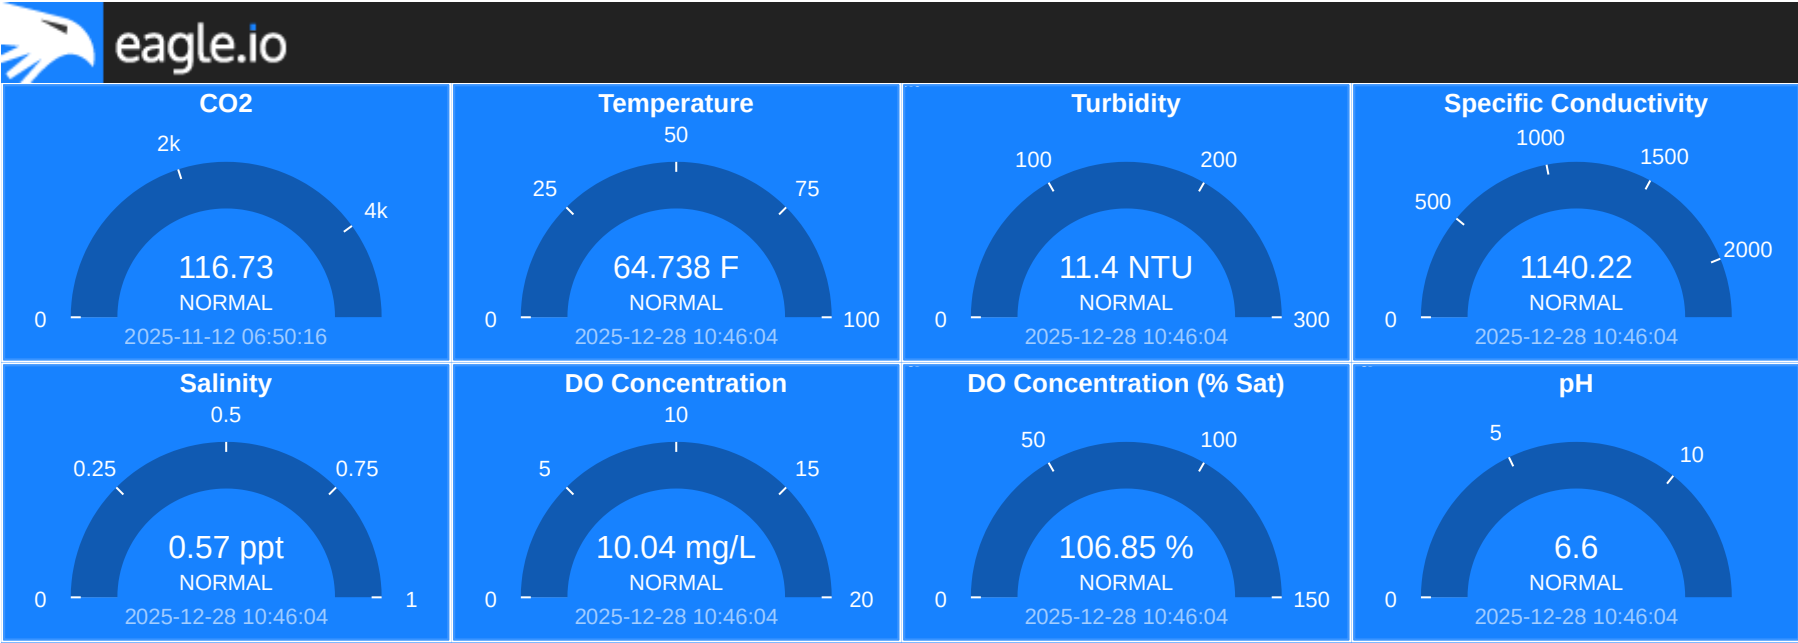 eagle.io
CO2
2k
4k
0
116.73
NORMAL
2025-11-12 06:50:16
Temperature
50
25
75
0
100
64.738 F
NORMAL
2025-12-28 10:46:04
Turbidity
100
200
0
300
11.4 NTU
NORMAL
2025-12-28 10:46:04
Specific Conductivity
1000
1500
500
2000
0
1140.22
NORMAL
2025-12-28 10:46:04
Salinity
0.5
0.25
0.75
0
1
0.57 ppt
NORMAL
2025-12-28 10:46:04
DO Concentration
10
5
15
0
20
10.04 mg/L
NORMAL
2025-12-28 10:46:04
DO Concentration (% Sat)
50
100
0
150
106.85 %
NORMAL
2025-12-28 10:46:04
pH
5
10
0
6.6
NORMAL
2025-12-28 10:46:04